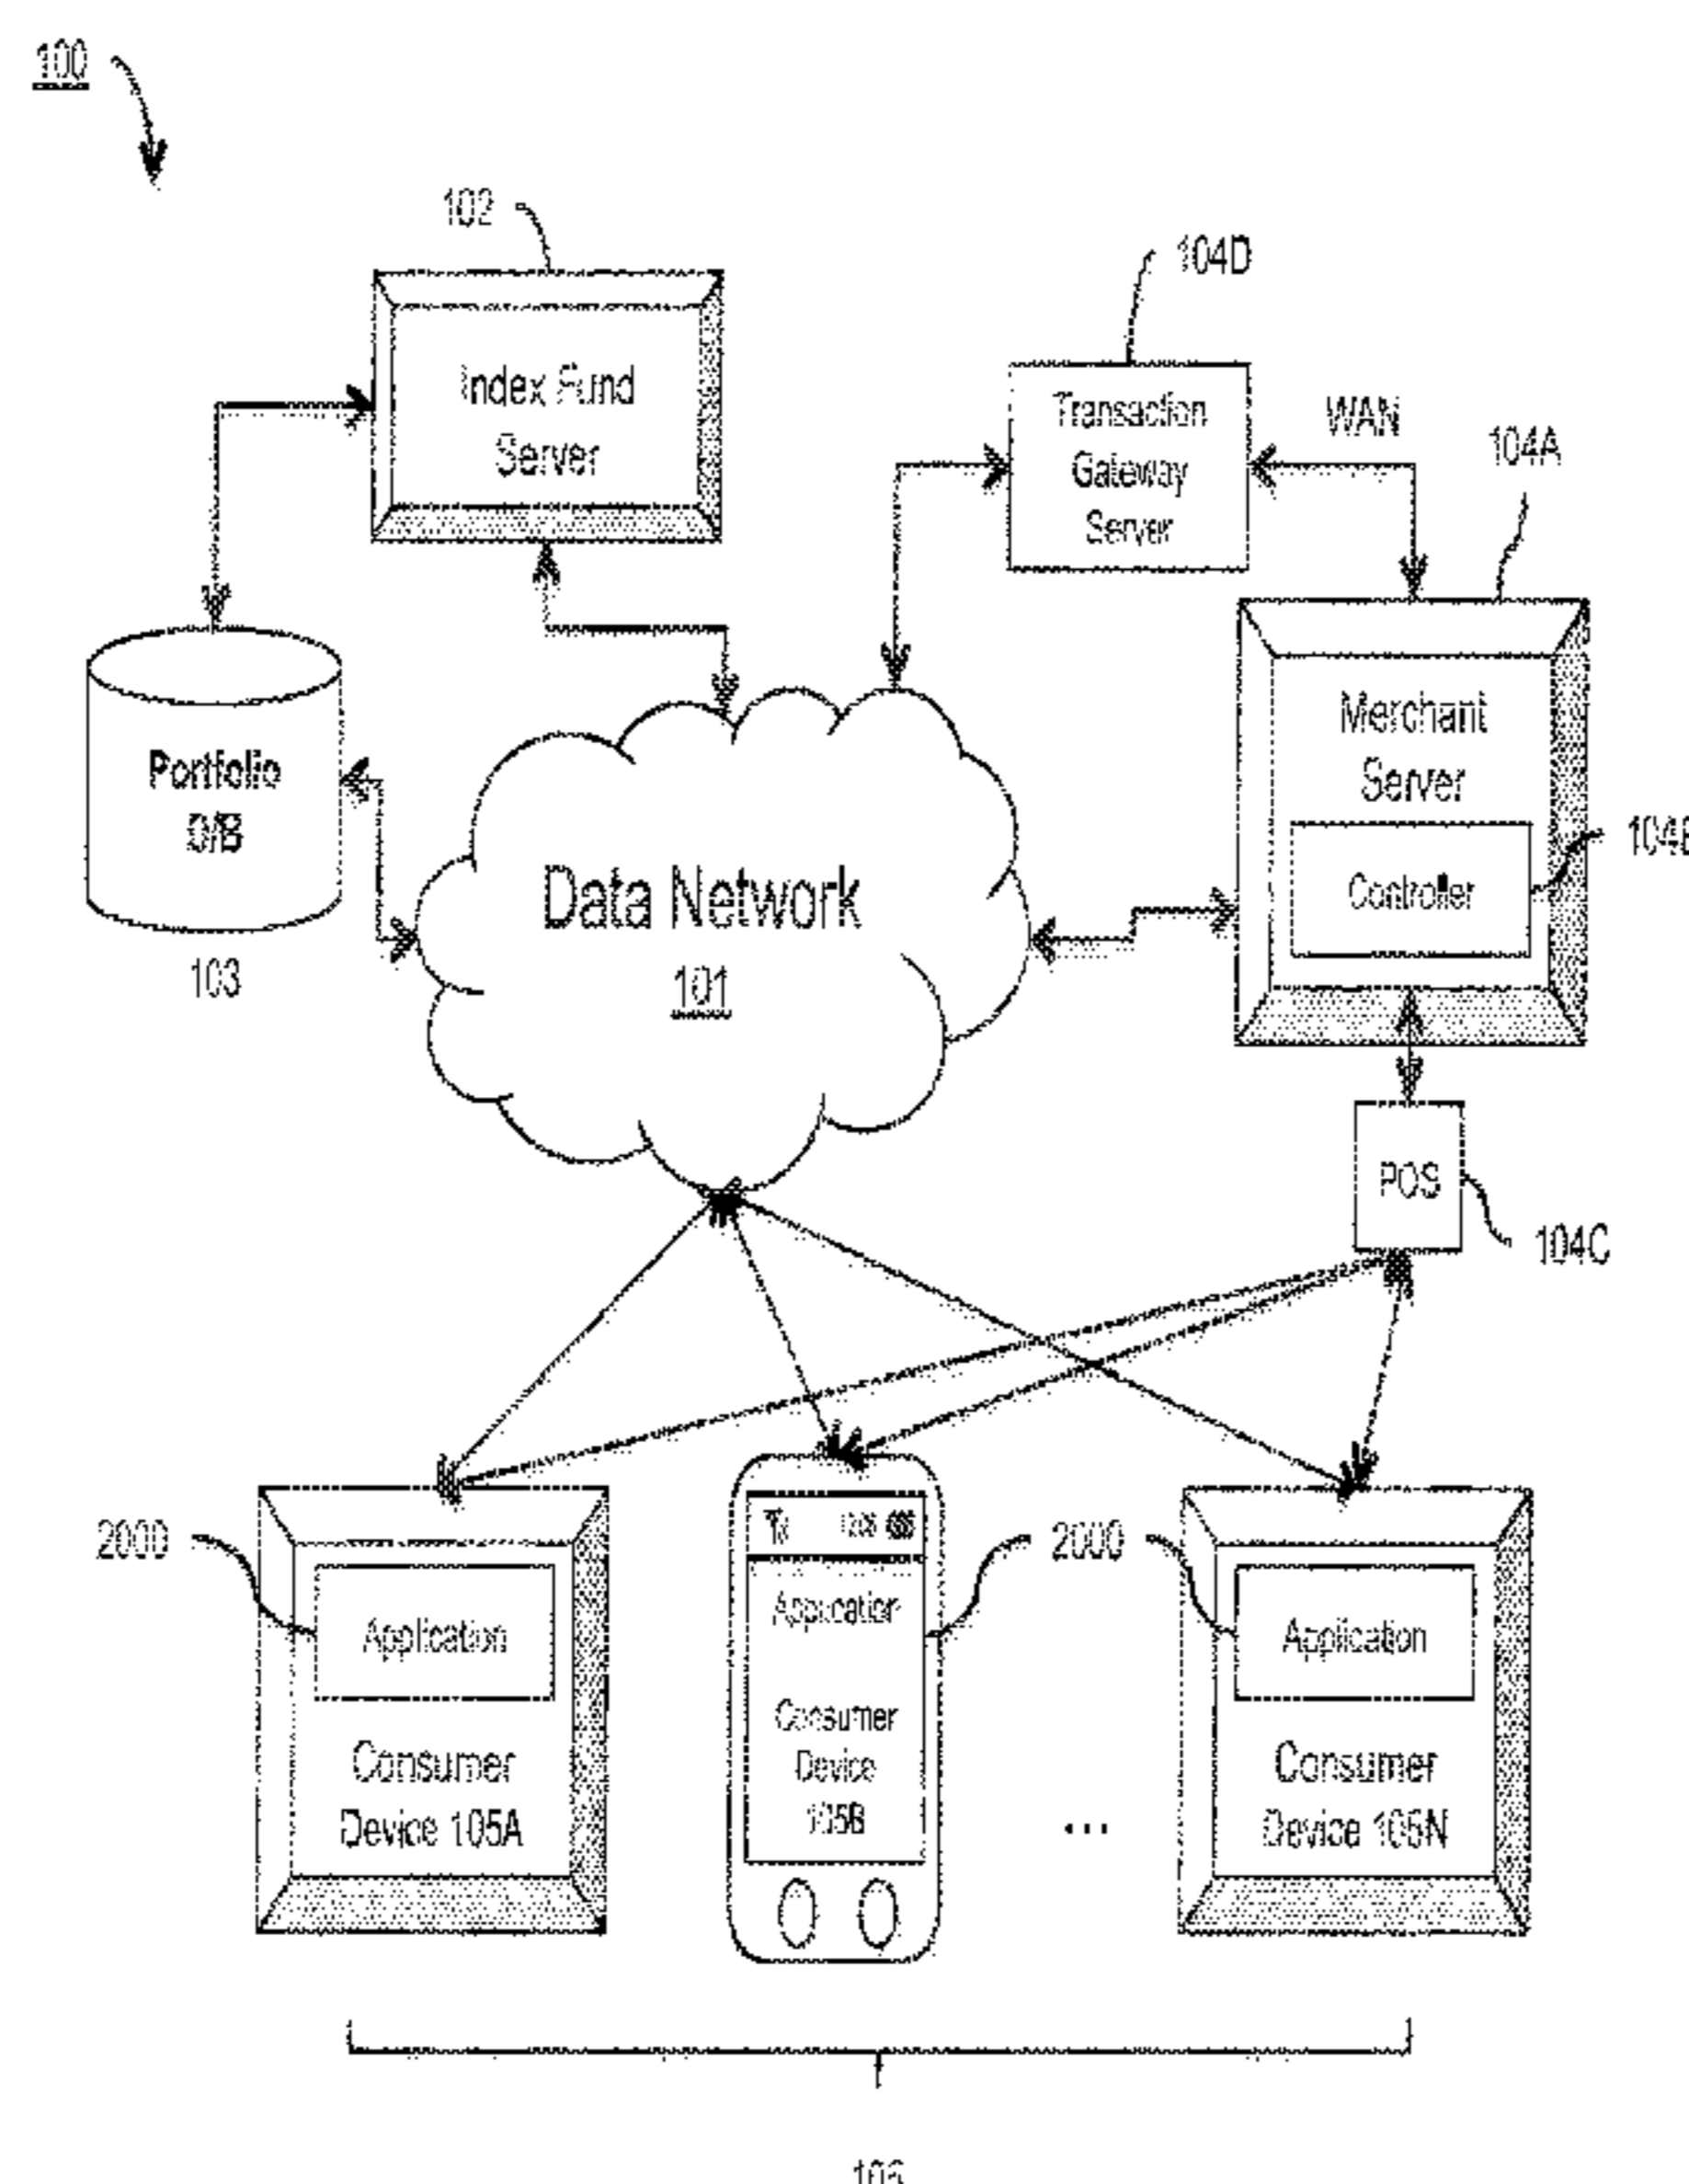 100
102
104D
Index Fund
Server
Transaction
Gateway
Server
WAN
104A
Portfolio
D/B
103
Merchant
Server
Controller
Data Network
101
POS
104C
2000
Application
Consumer
Device 105A
Application
Consumer
Device
105B
2000
...
Application
Consumer
Device 105N